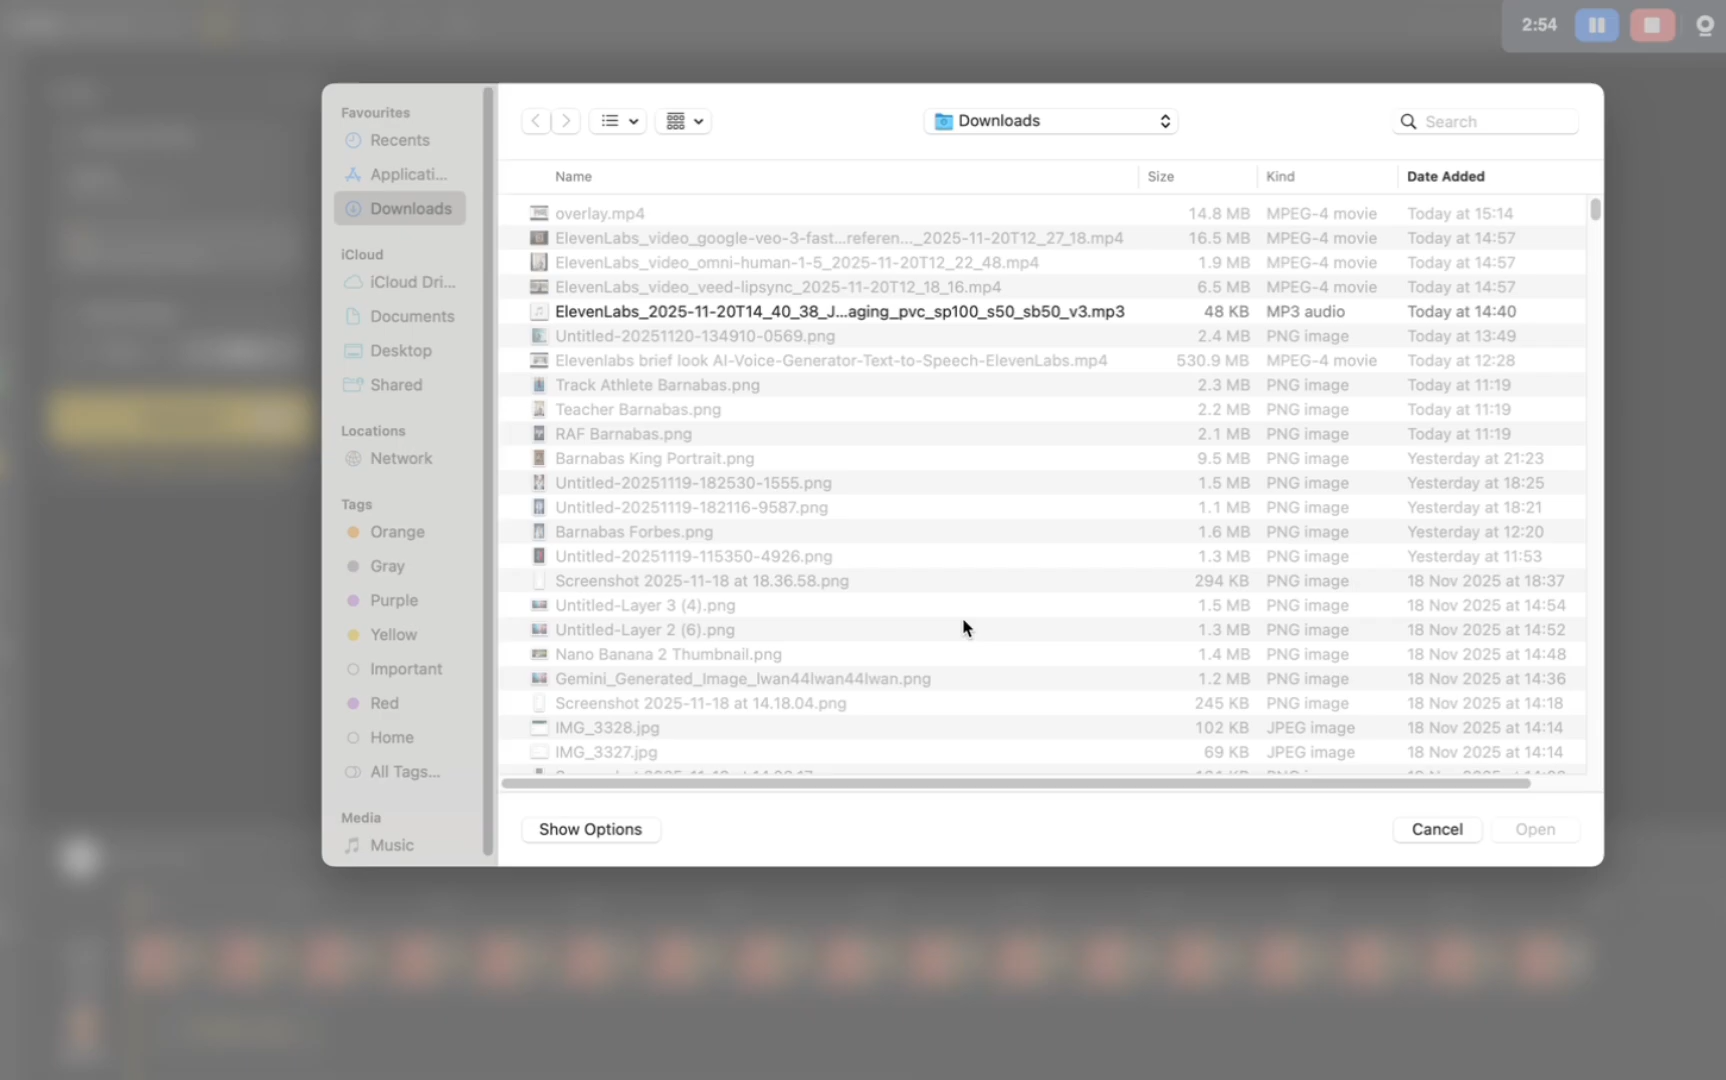 2:54
Favourites
Recents
Applicati...
Downloads
iCloud
iCloud Dri...
Documents
Desktop
Shared
Locations
Network
Tags
Orange
Gray
Purple
Yellow
Important
Red
Home
All Tags...
Media
Music
Downloads
Search
Name Size Kind Date Added
overlay.mp4 14.8 MB MPEG-4 movie Today at 15:14
ElevenLabs_video_google-veo-3-fast...referen..._2025-11-20T12_27_18.mp4 16.5 MB MPEG-4 movie Today at 14:57
ElevenLabs_video_omni-human-1-5_2025-11-20T12_22_48.mp4 1.9 MB MPEG-4 movie Today at 14:57
ElevenLabs_video_veed-lipsync_2025-11-20T12_18_16.mp4 6.5 MB MPEG-4 movie Today at 14:57
ElevenLabs_2025-11-20T14_40_38_J...aging_pvc_sp100_s50_sb50_v3.mp3 48 KB MP3 audio Today at 14:40
Untitled-20251120-134910-0569.png 2.4 MB PNG image Today at 13:49
Elevenlabs brief look AI-Voice-Generator-Text-to-Speech-ElevenLabs.mp4 530.9 MB MPEG-4 movie Today at 12:28
Track Athlete Barnabas.png 2.3 MB PNG image Today at 11:19
Teacher Barnabas.png 2.2 MB PNG image Today at 11:19
RAF Barnabas.png 2.1 MB PNG image Today at 11:19
Barnabas King Portrait.png 9.5 MB PNG image Yesterday at 21:23
Untitled-20251119-182530-1555.png 1.5 MB PNG image Yesterday at 18:25
Untitled-20251119-182116-9587.png 1.1 MB PNG image Yesterday at 18:21
Barnabas Forbes.png 1.6 MB PNG image Yesterday at 12:20
Untitled-20251119-115350-4926.png 1.3 MB PNG image Yesterday at 11:53
Screenshot 2025-11-18 at 18.36.58.png 294 KB PNG image 18 Nov 2025 at 18:37
Untitled-Layer 3 (4).png 1.5 MB PNG image 18 Nov 2025 at 14:54
Untitled-Layer 2 (6).png 1.3 MB PNG image 18 Nov 2025 at 14:52
Nano Banana 2 Thumbnail.png 1.4 MB PNG image 18 Nov 2025 at 14:48
Gemini_Generated_Image_lwan44lwan44lwan.png 1.2 MB PNG image 18 Nov 2025 at 14:36
Screenshot 2025-11-18 at 14.18.04.png 245 KB PNG image 18 Nov 2025 at 14:18
IMG_3328.jpg 102 KB JPEG image 18 Nov 2025 at 14:14
IMG_3327.jpg 69 KB JPEG image 18 Nov 2025 at 14:14
Show Options
Cancel
Open